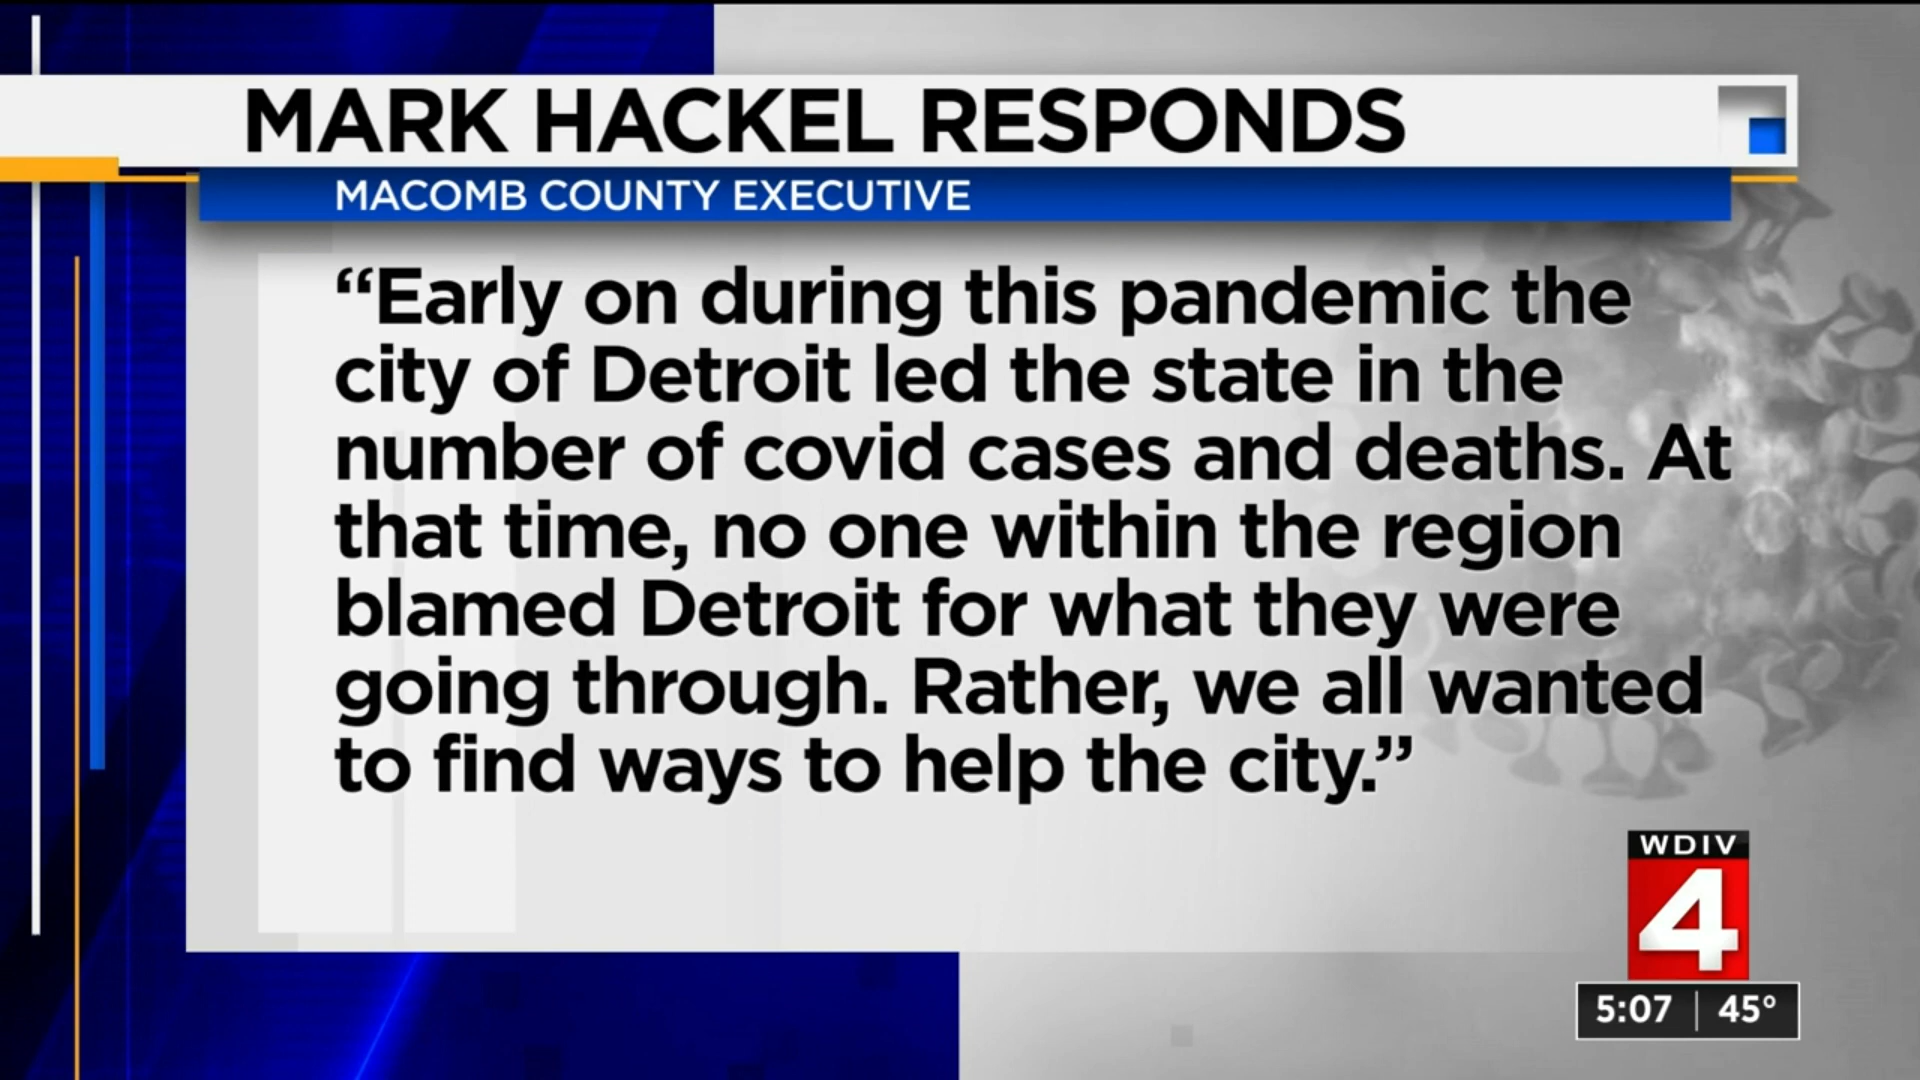 MARK HACKEL RESPONDS
MACOMB COUNTY EXECUTIVE
“Early on during this pandemic the
city of Detroit led the state in the
number of covid cases and deaths. At
that time, no one within the region
blamed Detroit for what they were
going through. Rather, we all wanted
to find ways to help the city.”
WDIV
4
5:07 45°